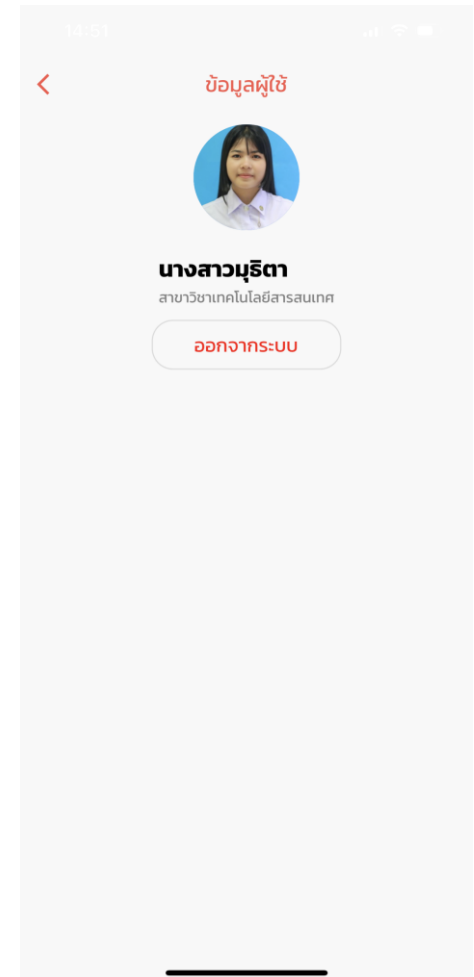 14:51
ข้อมูลผู้ใช้
นางสาวมุธิตา
สาขาวิชาเทคโนโลยีสารสนเทศ
ออกจากระบบ